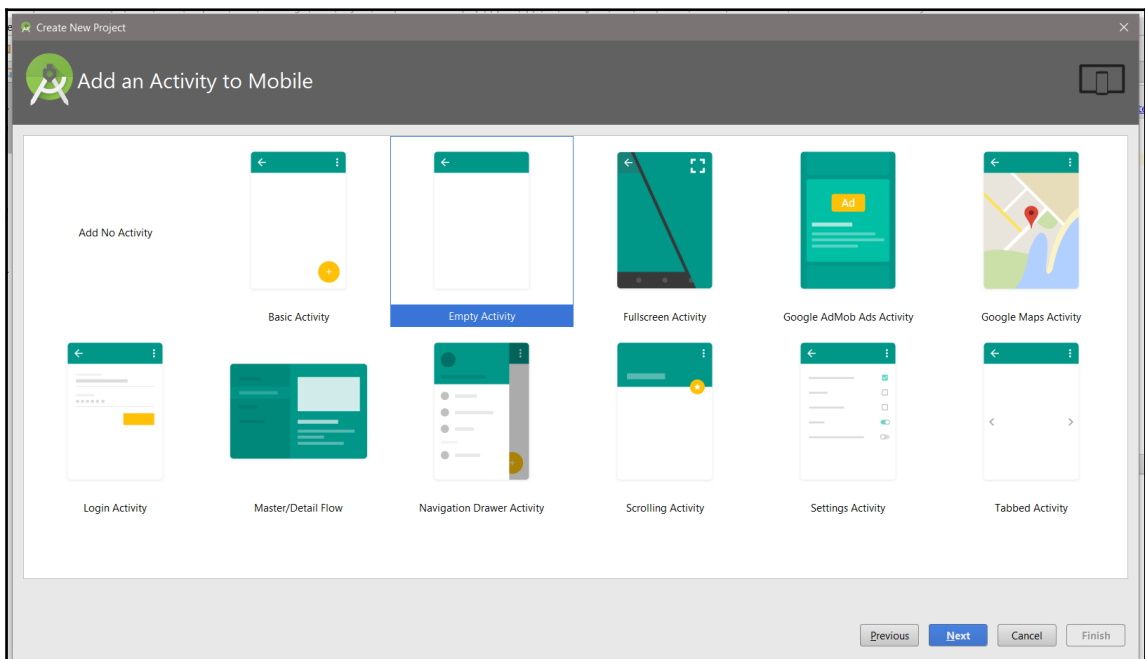 Create New Project
Add an Activity to Mobile
Add No Activity
Ad
Basic Activity
Empty Activity
Fullscreen Activity
Google AdMob Ads Activity
Google Maps Activity
Login Activity
Master/Detail Flow
Navigation Drawer Activity
Scrolling Activity
Settings Activity
Tabbed Activity
Previous
Next
Cancel
Finish